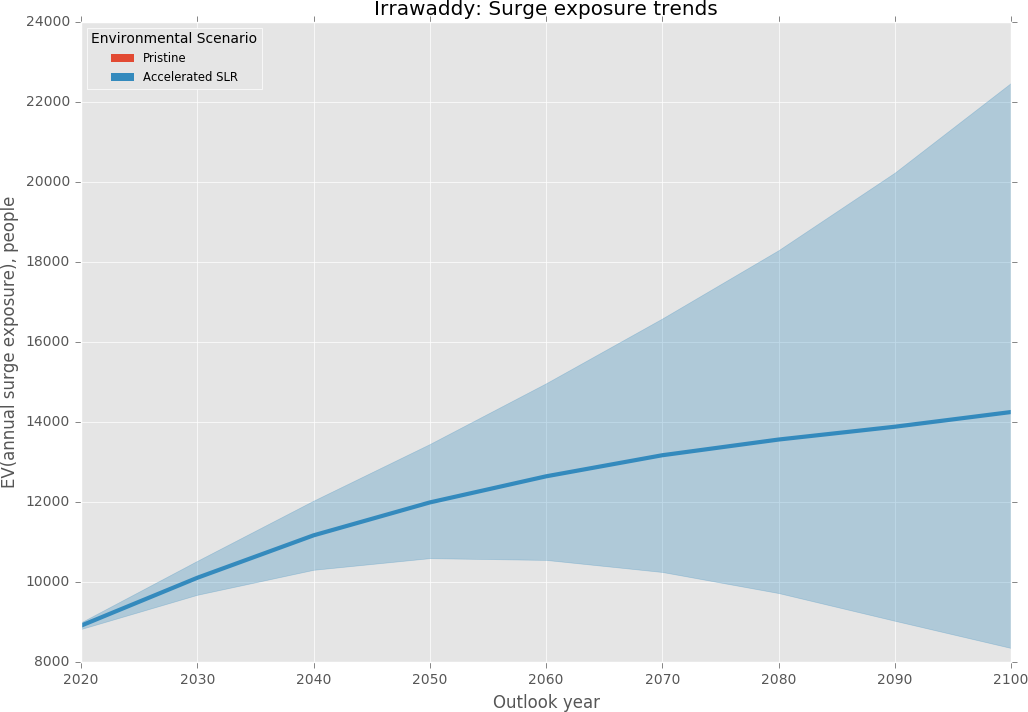 Irrawaddy: Surge exposure trends
24000
22000
20000
18000
16000
14000
12000
10000
8000
EV(annual surge exposure), people
Environmental Scenario
Pristine
Accelerated SLR
2020 2030 2040 2050 2060 2070 2080 2090 2100
Outlook year